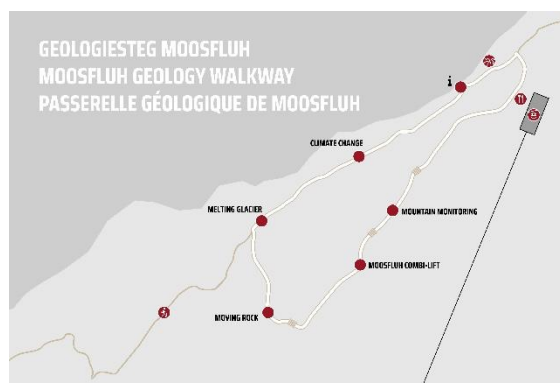 GEOLOGIESTEG MOOSFLUH
MOOSFLUH GEOLOGY WALKWAY
PASSERELLE GÉOLOGIQUE DE MOOSFLUH
i
CLIMATE CHANGE
MELTING GLACIER
MOUNTAIN MONITORING
MOOSFLUH COMBI-LIFT
MOVING ROCK